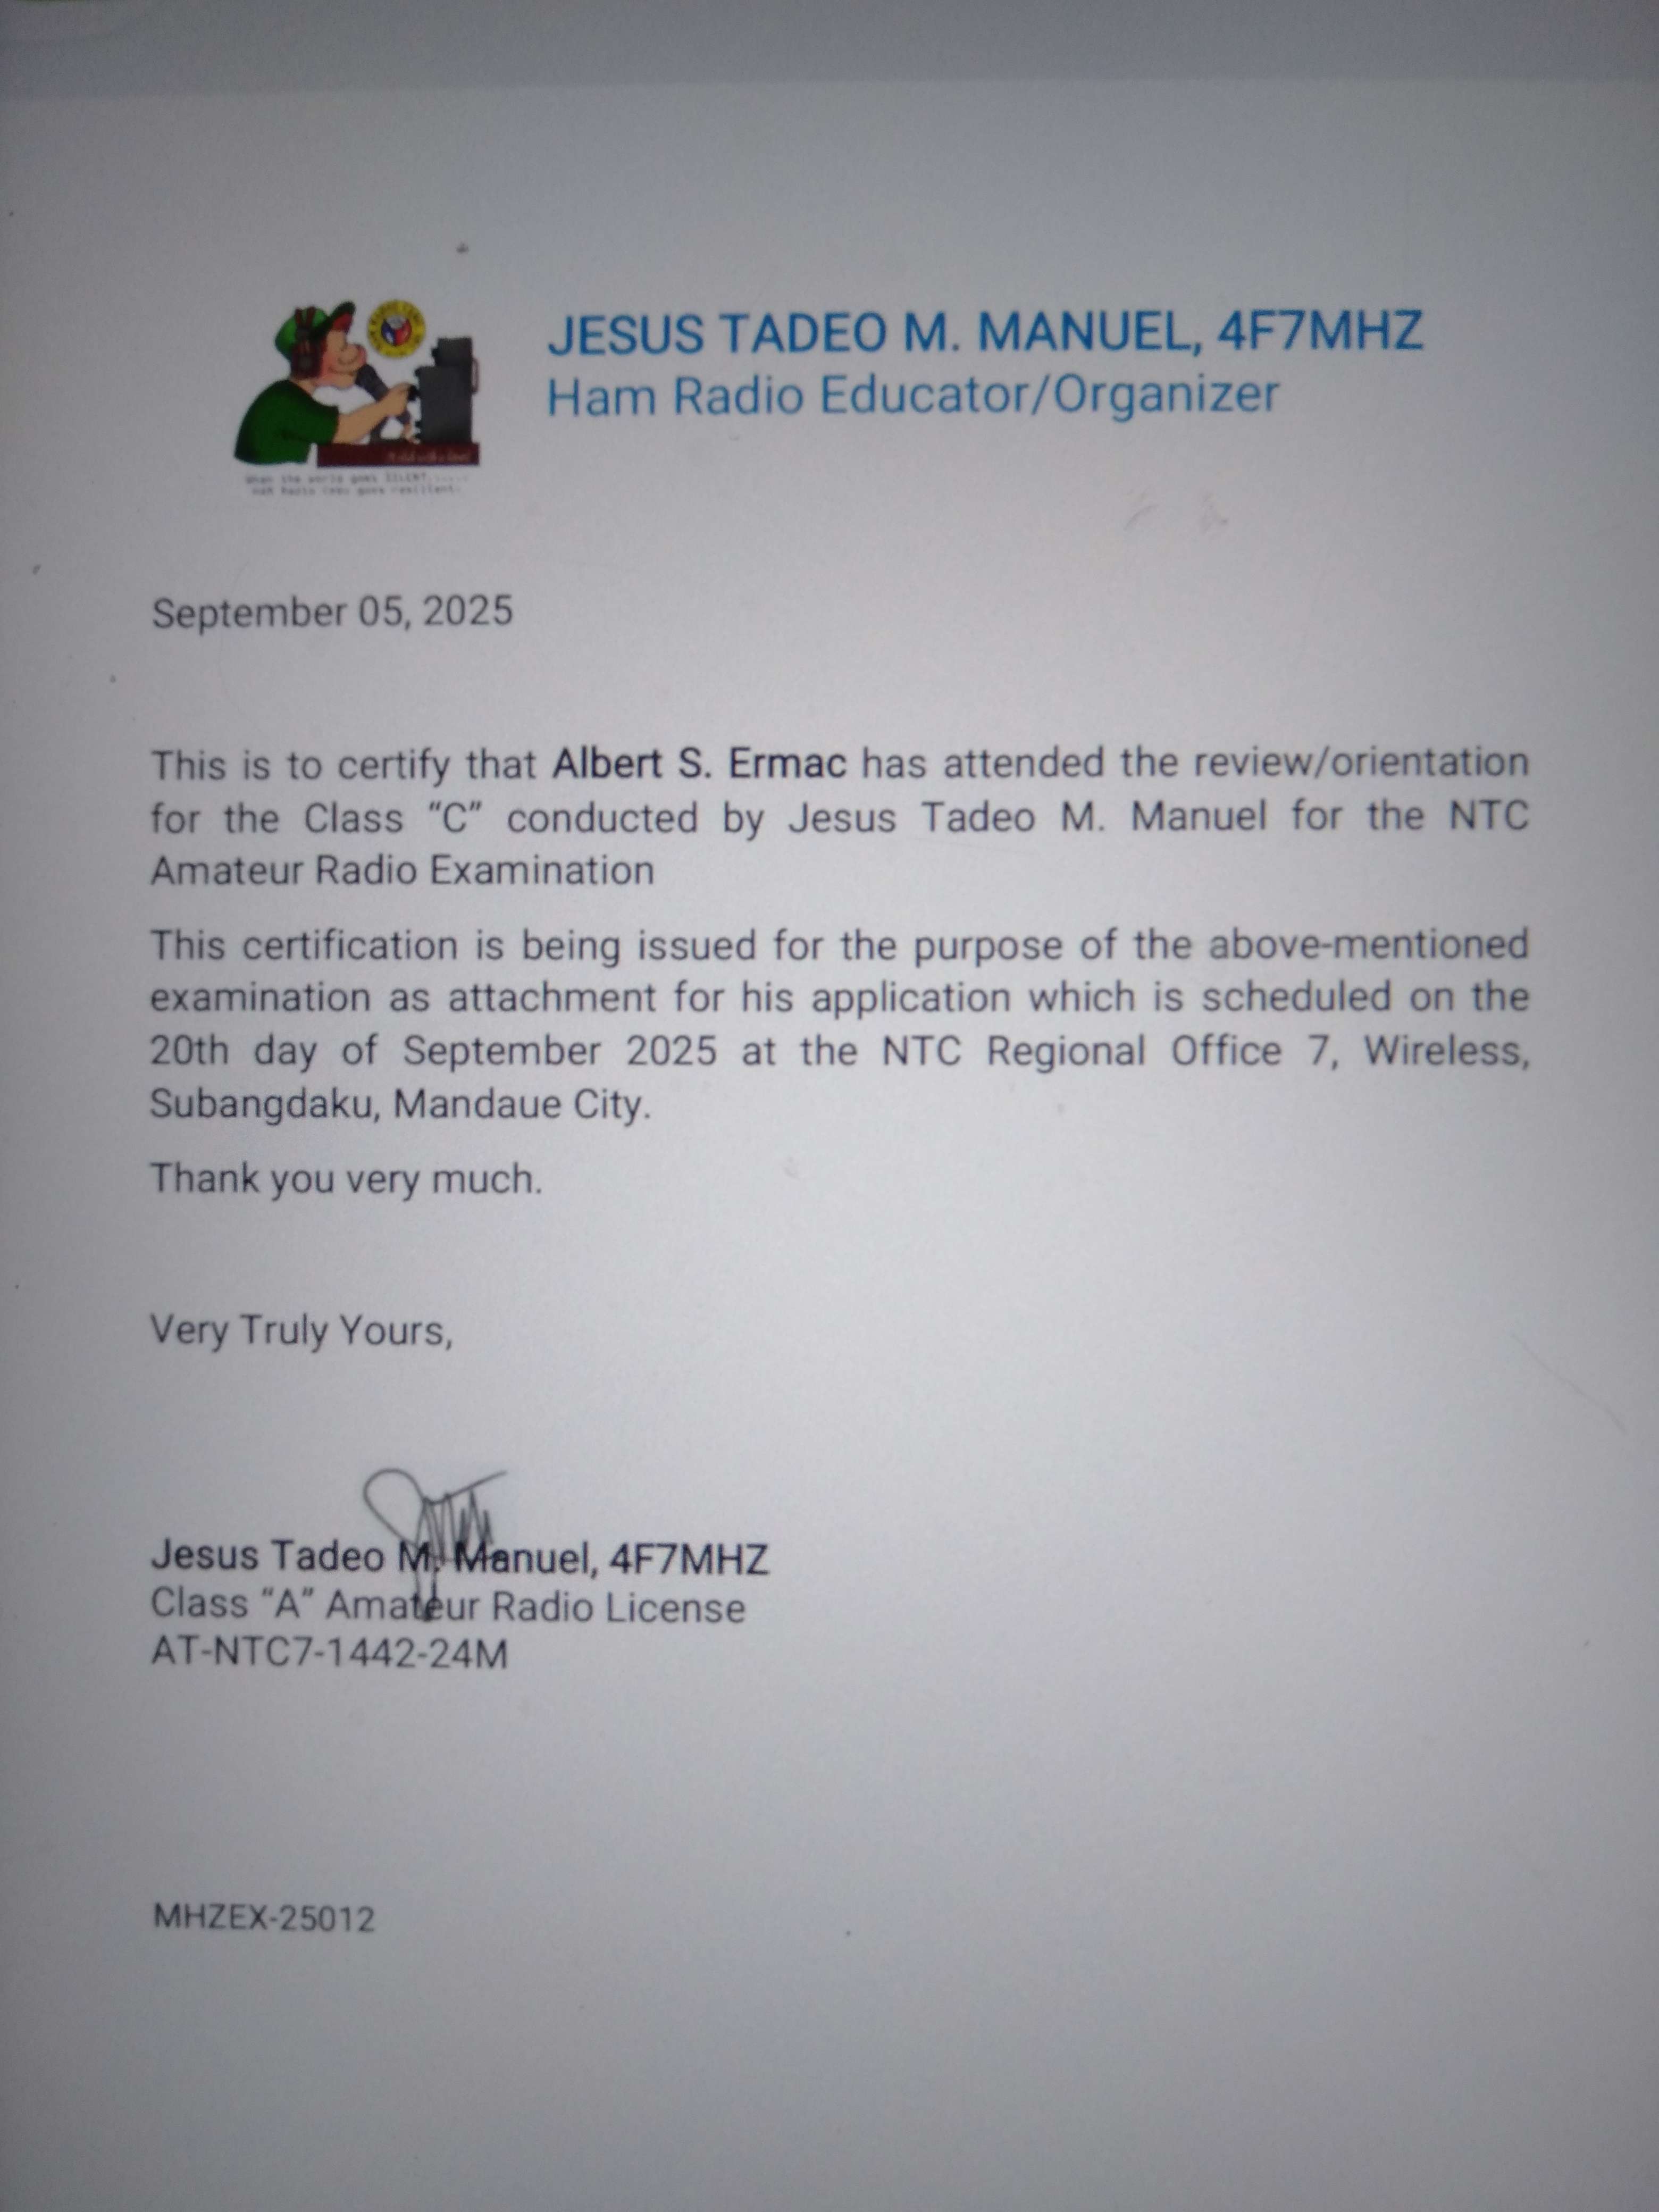 JESUS TADEO M. MANUEL, 4F7MHZ
Ham Radio Educator/Organizer
When the world goes SILENT,.....
HAM Radio Cebu goes resilient.
September 05, 2025
This is to certify that Albert S. Ermac has attended the review/orientation
for the Class “C” conducted by Jesus Tadeo M. Manuel for the NTC
Amateur Radio Examination
This certification is being issued for the purpose of the above-mentioned
examination as attachment for his application which is scheduled on the
20th day of September 2025 at the NTC Regional Office 7, Wireless,
Subangdaku, Mandaue City.
Thank you very much.
Very Truly Yours,
Jesus Tadeo M. Manuel, 4F7MHZ
Class “A” Amateur Radio License
AT-NTC7-1442-24M
MHZEX-25012